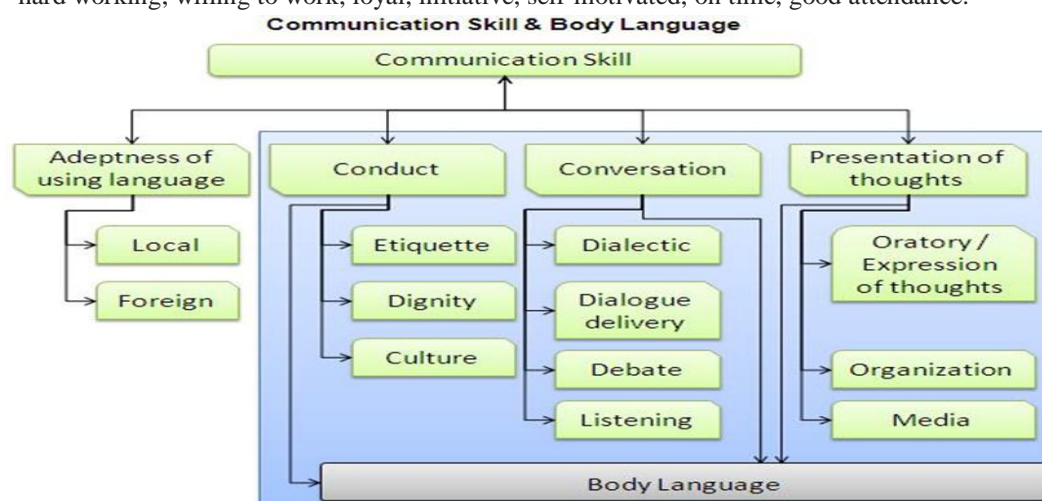 hard working, willing to work, loyal, initiative, self motivated, on time, good attendance.
Communication Skill & Body Language
Communication Skill
Adeptness of
using language
Local
Foreign
Conduct
Etiquette
Dignity
Culture
Conversation
Dialectic
Dialogue
delivery
Debate
Listening
Presentation of
thoughts
Oratory /
Expression
of thoughts
Organization
Media
Body Language